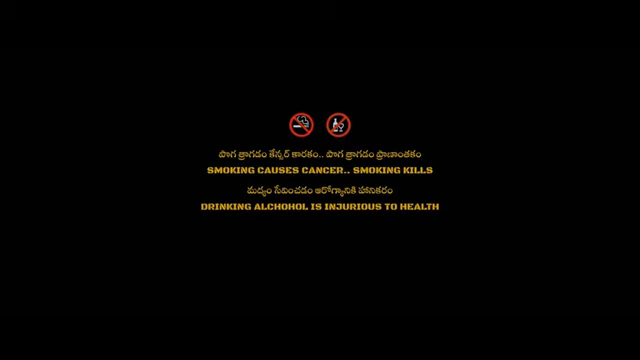 పొగ త్రాగడం కేన్సర్ కారకం.. పొగ త్రాగడం ప్రాణాంతకం
SMOKING CAUSES CANCER.. SMOKING KILLS
మద్యం సేవించడం ఆరోగ్యానికి హానికరం
DRINKING ALCHOHOL IS INJURIOUS TO HEALTH